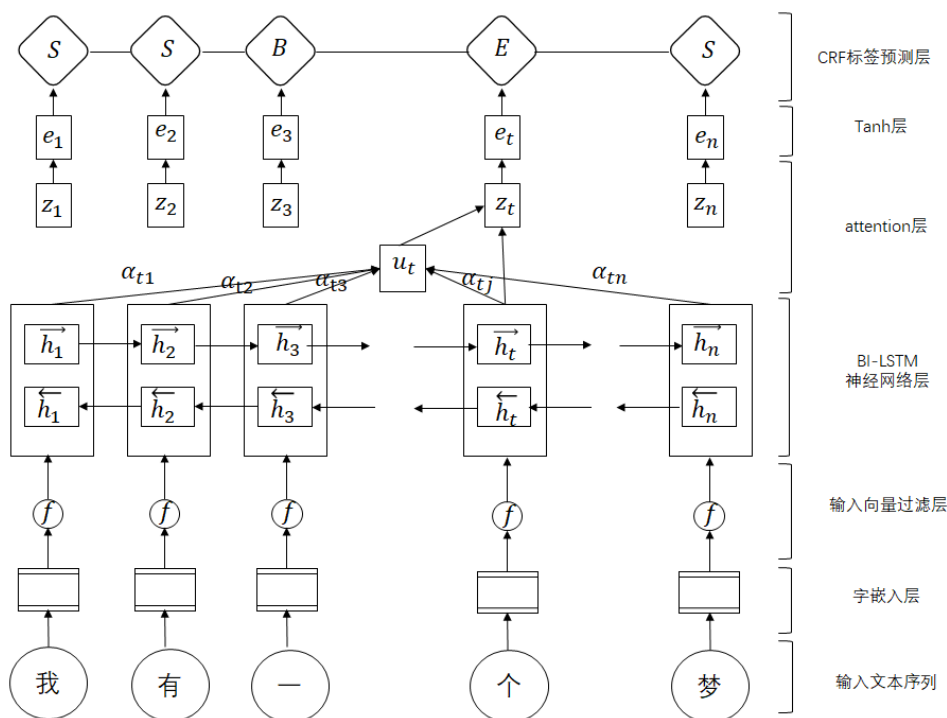 S S B E S CRF标签预测层
e₁ e₂ e₃ eₜ eₙ Tanh层
z₁ z₂ z₃ zₜ zₙ attention层
uₜ
αₜ₁ αₜ₂ αₜ₃ αₜⱼ αₜₙ
h₁ h₂ h₃ hₜ hₙ BI-LSTM
神经网络层
h₁ h₂ h₃ hₜ hₙ
f f f f f 输入向量过滤层
字嵌入层
我 有 一 个 梦 输入文本序列